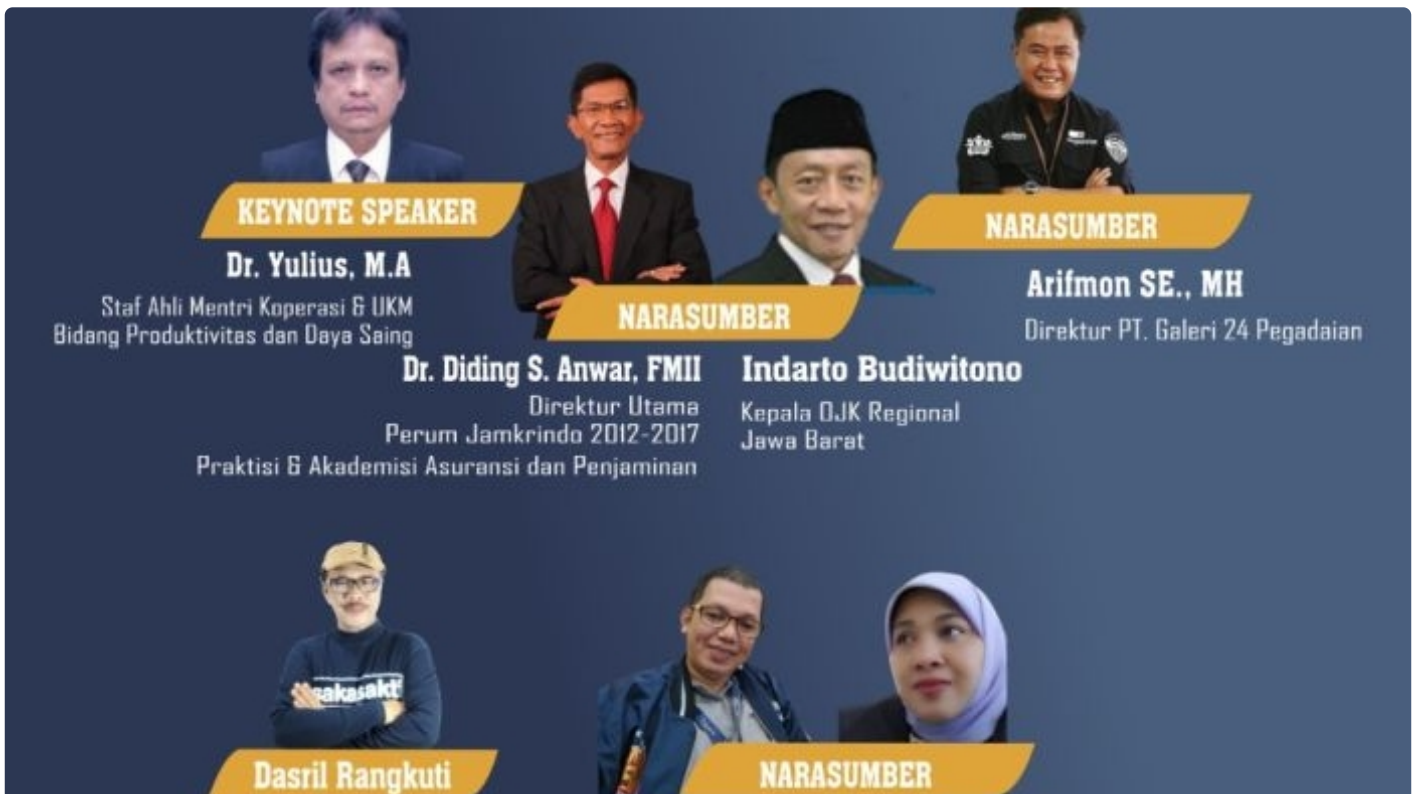 KEYNOTE SPEAKER
Dr. Yulius, M.A
Staf Ahli Mentri Koperasi & UKM
Bidang Produktivitas dan Daya Saing
NARASUMBER
Dr. Diding S. Anwar, FMII
Direktur Utama
Perum Jamkrindo 2012-2017
Praktisi & Akademisi Asuransi dan Penjaminan
Indarto Budiwitono
Kepala OJK Regional
Jawa Barat
NARASUMBER
Arifmon SE., MH
Direktur PT. Galeri 24 Pegadaian
sakasakt
Dasril Rangkuti
NARASUMBER